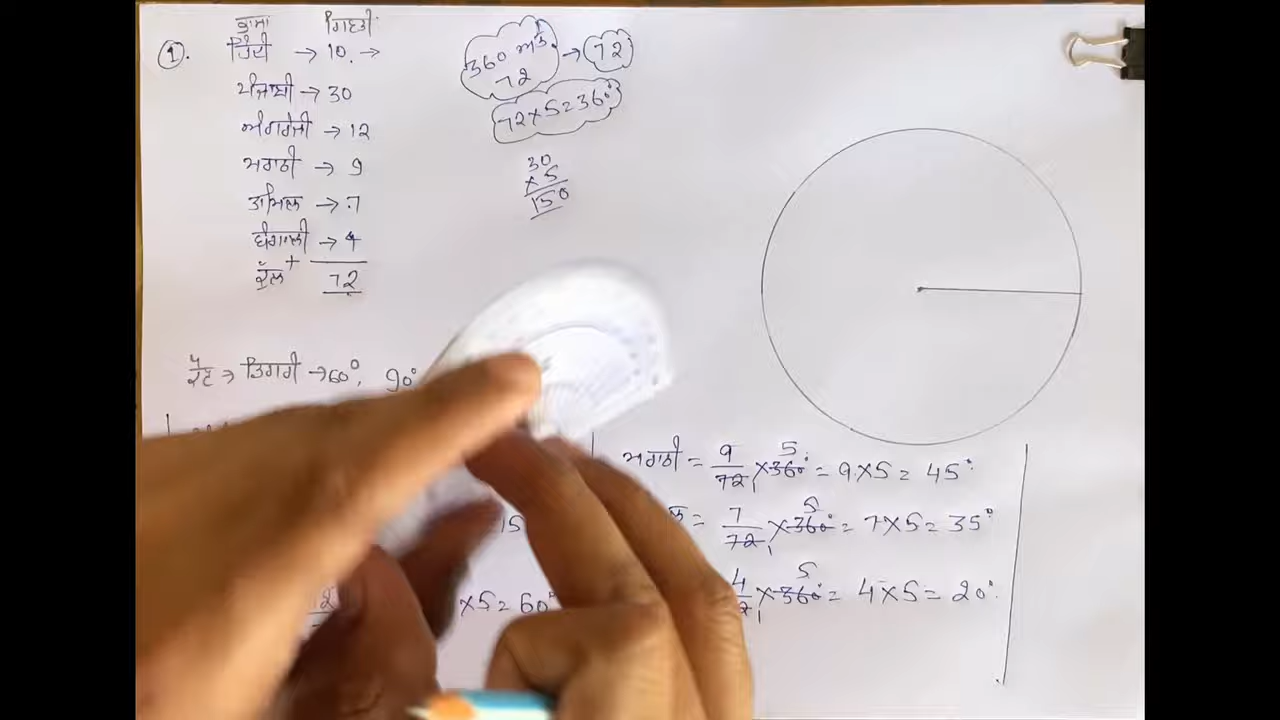 ਭਾਸ਼ਾ ਗਿਣਤੀ
1. ਹਿੰਦੀ → 10. →
ਪੰਜਾਬੀ → 30
ਅੰਗਰੇਜੀ → 12
ਮਰਾਠੀ → 9
ਤਾਮਿਲ → 7
ਬੰਗਾਲੀ → 4
ਕੁੱਲ + 72
360 ਅਤੇ 72 → 72
72×5=360°
30
×5
150
ਡਿਗਰੀ → 60°, 90°
ਮਰਾਠੀ = 9/72 × 360° = 9×5 = 45°
= 7/72 × 360° = 7×5 = 35°
× 360° = 4×5 = 20°
×5 = 60°